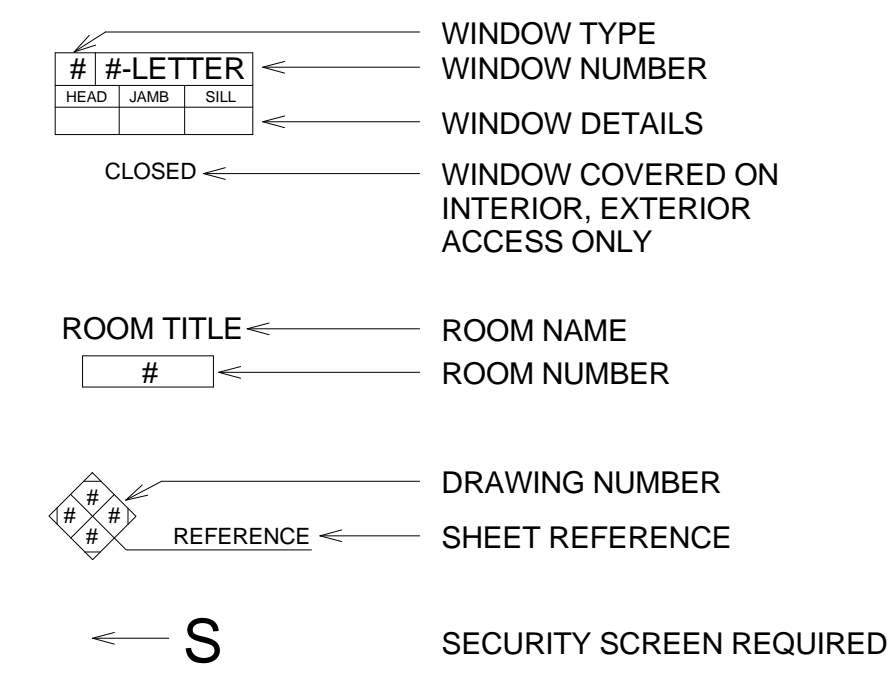 WINDOW TYPE
# #-LETTER WINDOW NUMBER
HEAD JAMB SILL
WINDOW DETAILS
CLOSED WINDOW COVERED ON
INTERIOR, EXTERIOR
ACCESS ONLY
ROOM TITLE ROOM NAME
# ROOM NUMBER
DRAWING NUMBER
#
# #
#
REFERENCE SHEET REFERENCE
S SECURITY SCREEN REQUIRED